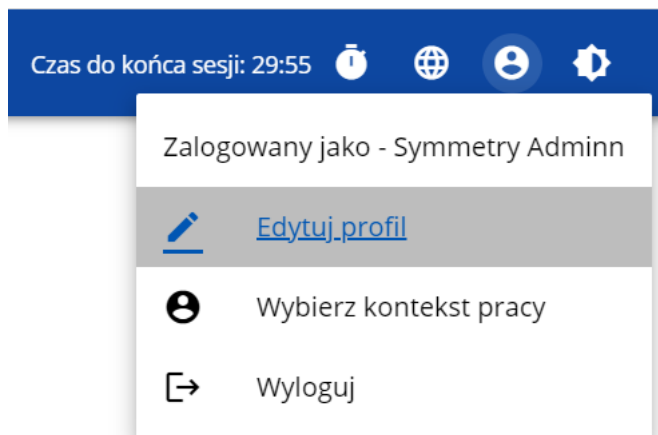 Czas do końca sesji: 29:55
Zalogowany jako - Symmetry Adminn
Edytuj profil
Wybierz kontekst pracy
Wyloguj